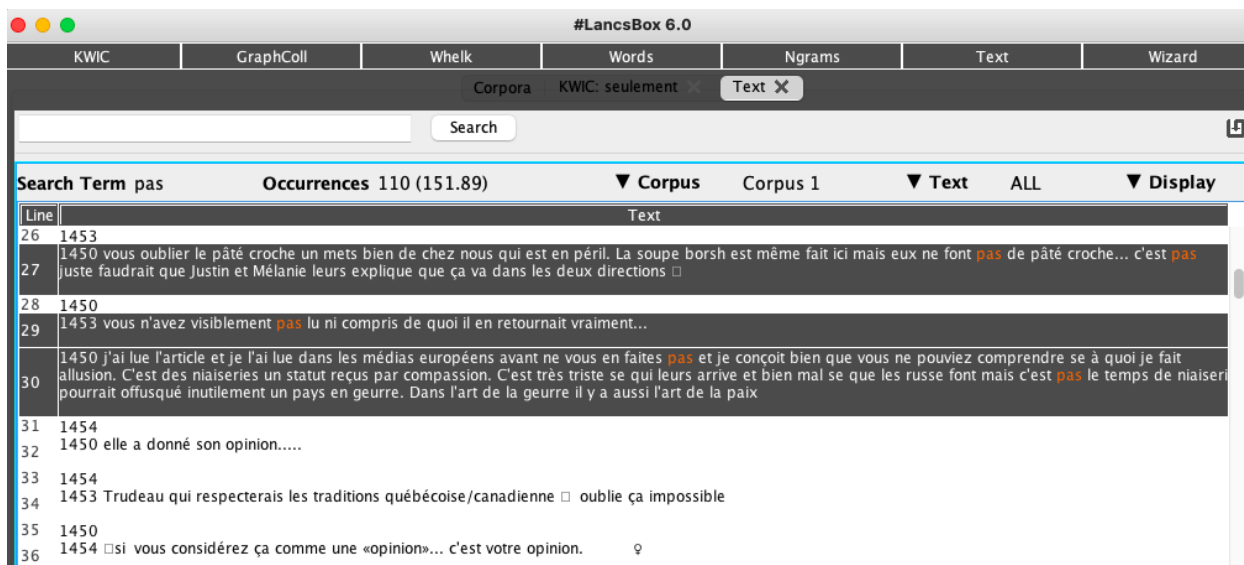 #LancsBox 6.0
KWIC GraphColl Whelk Words Ngrams Text Wizard
Corpora KWIC: seulement Text
Search
Search Term pas Occurrences 110 (151.89) ▼ Corpus Corpus 1 ▼ Text ALL ▼ Display
Line Text
26 1453
1450 vous oublier le pâté croche un mets bien de chez nous qui est en péril. La soupe borsh est même fait ici mais eux ne font pas de pâté croche... c'est pas
27 juste faudrait que Justin et Mélanie leurs explique que ça va dans les deux directions □
28 1450
29 1453 vous n'avez visiblement pas lu ni compris de quoi il en retournait vraiment...
1450 j'ai lue l'article et je l'ai lue dans les médias européens avant ne vous en faites pas et je conçoit bien que vous ne pouviez comprendre se à quoi je fait
30 allusion. C'est des niaiseries un statut reçus par compassion. C'est très triste se qui leurs arrive et bien mal se que les russe font mais c'est pas le temps de niaiseri
pourrait offusqué inutilement un pays en geurre. Dans l'art de la geurre il y a aussi l'art de la paix
31 1454
32 1450 elle a donné son opinion.....
33 1454
34 1453 Trudeau qui respecterais les traditions québécoise/canadienne □ oublie ça impossible
35 1450
36 1454 □si vous considérez ça comme une «opinion»... c'est votre opinion. ♀